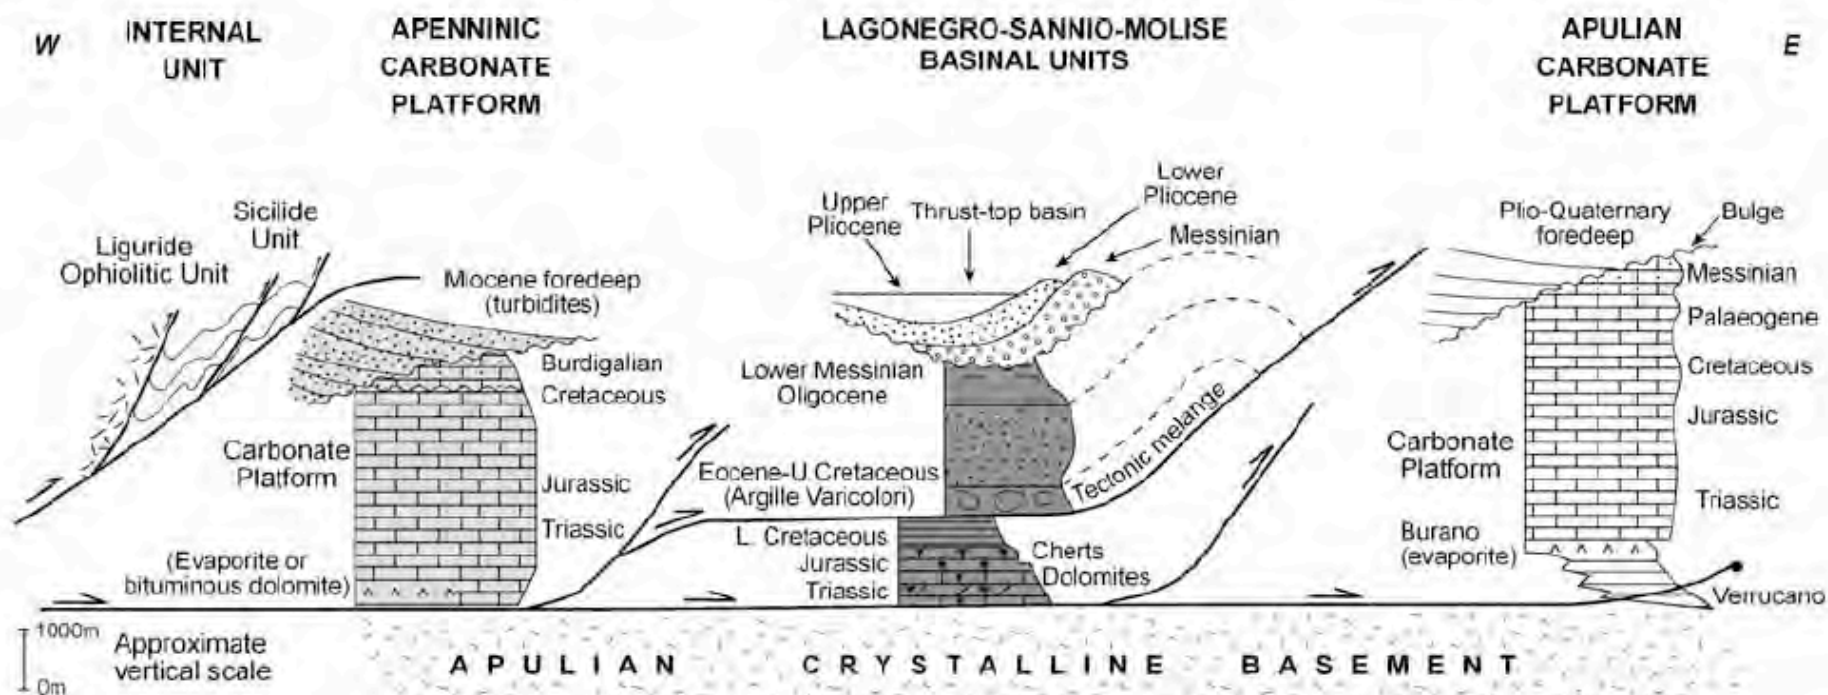 W
INTERNAL
UNIT
APENNINIC
CARBONATE
PLATFORM
LAGONEGRO-SANNIO-MOLISE
BASINAL UNITS
APULIAN
CARBONATE
PLATFORM
E
Liguride
Ophiolitic Unit
Sicilide
Unit
Miocene foredeep
(turbidites)
Burdigalian
Cretaceous
Carbonate
Platform
Jurassic
Triassic
(Evaporite or
bituminous dolomite)
Upper
Pliocene
Thrust-top basin
Lower
Pliocene
Messinian
Lower Messinian
Oligocene
Eocene-U.Cretaceous
(Argille Varicolori)
Tectonic melange
L. Cretaceous
Jurassic
Triassic
Cherts
Dolomites
Plio-Quaternary
foredeep
Bulge
Messinian
Palaeogene
Cretaceous
Jurassic
Carbonate
Platform
Triassic
Burano
(evaporite)
Verrucano
1000m
0m
Approximate
vertical scale
APULIAN CRYSTALLINE BASEMENT